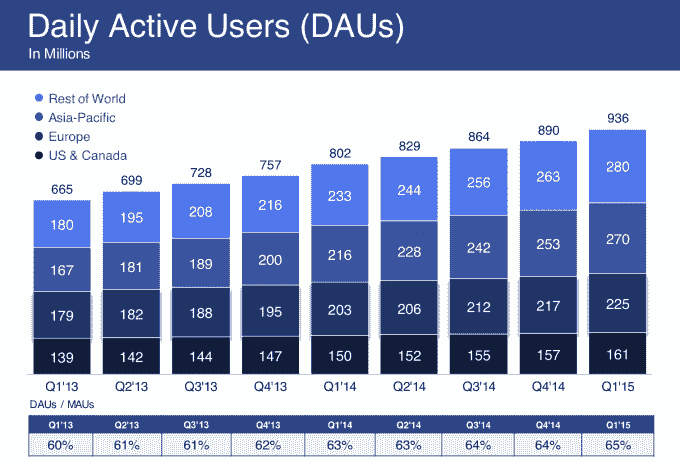 Daily Active Users (DAUs)
In Millions
Rest of World
Asia-Pacific
Europe
US & Canada
665 699 728 757 802 829 864 890 936
180 195 208 216 233 244 256 263 280
167 181 189 200 216 228 242 253 270
179 182 188 195 203 206 212 217 225
139 142 144 147 150 152 155 157 161
Q1'13 Q2'13 Q3'13 Q4'13 Q1'14 Q2'14 Q3'14 Q4'14 Q1'15
DAUs / MAUs
Q1'13 Q2'13 Q3'13 Q4'13 Q1'14 Q2'14 Q3'14 Q4'14 Q1'15
60% 61% 61% 62% 63% 63% 64% 64% 65%